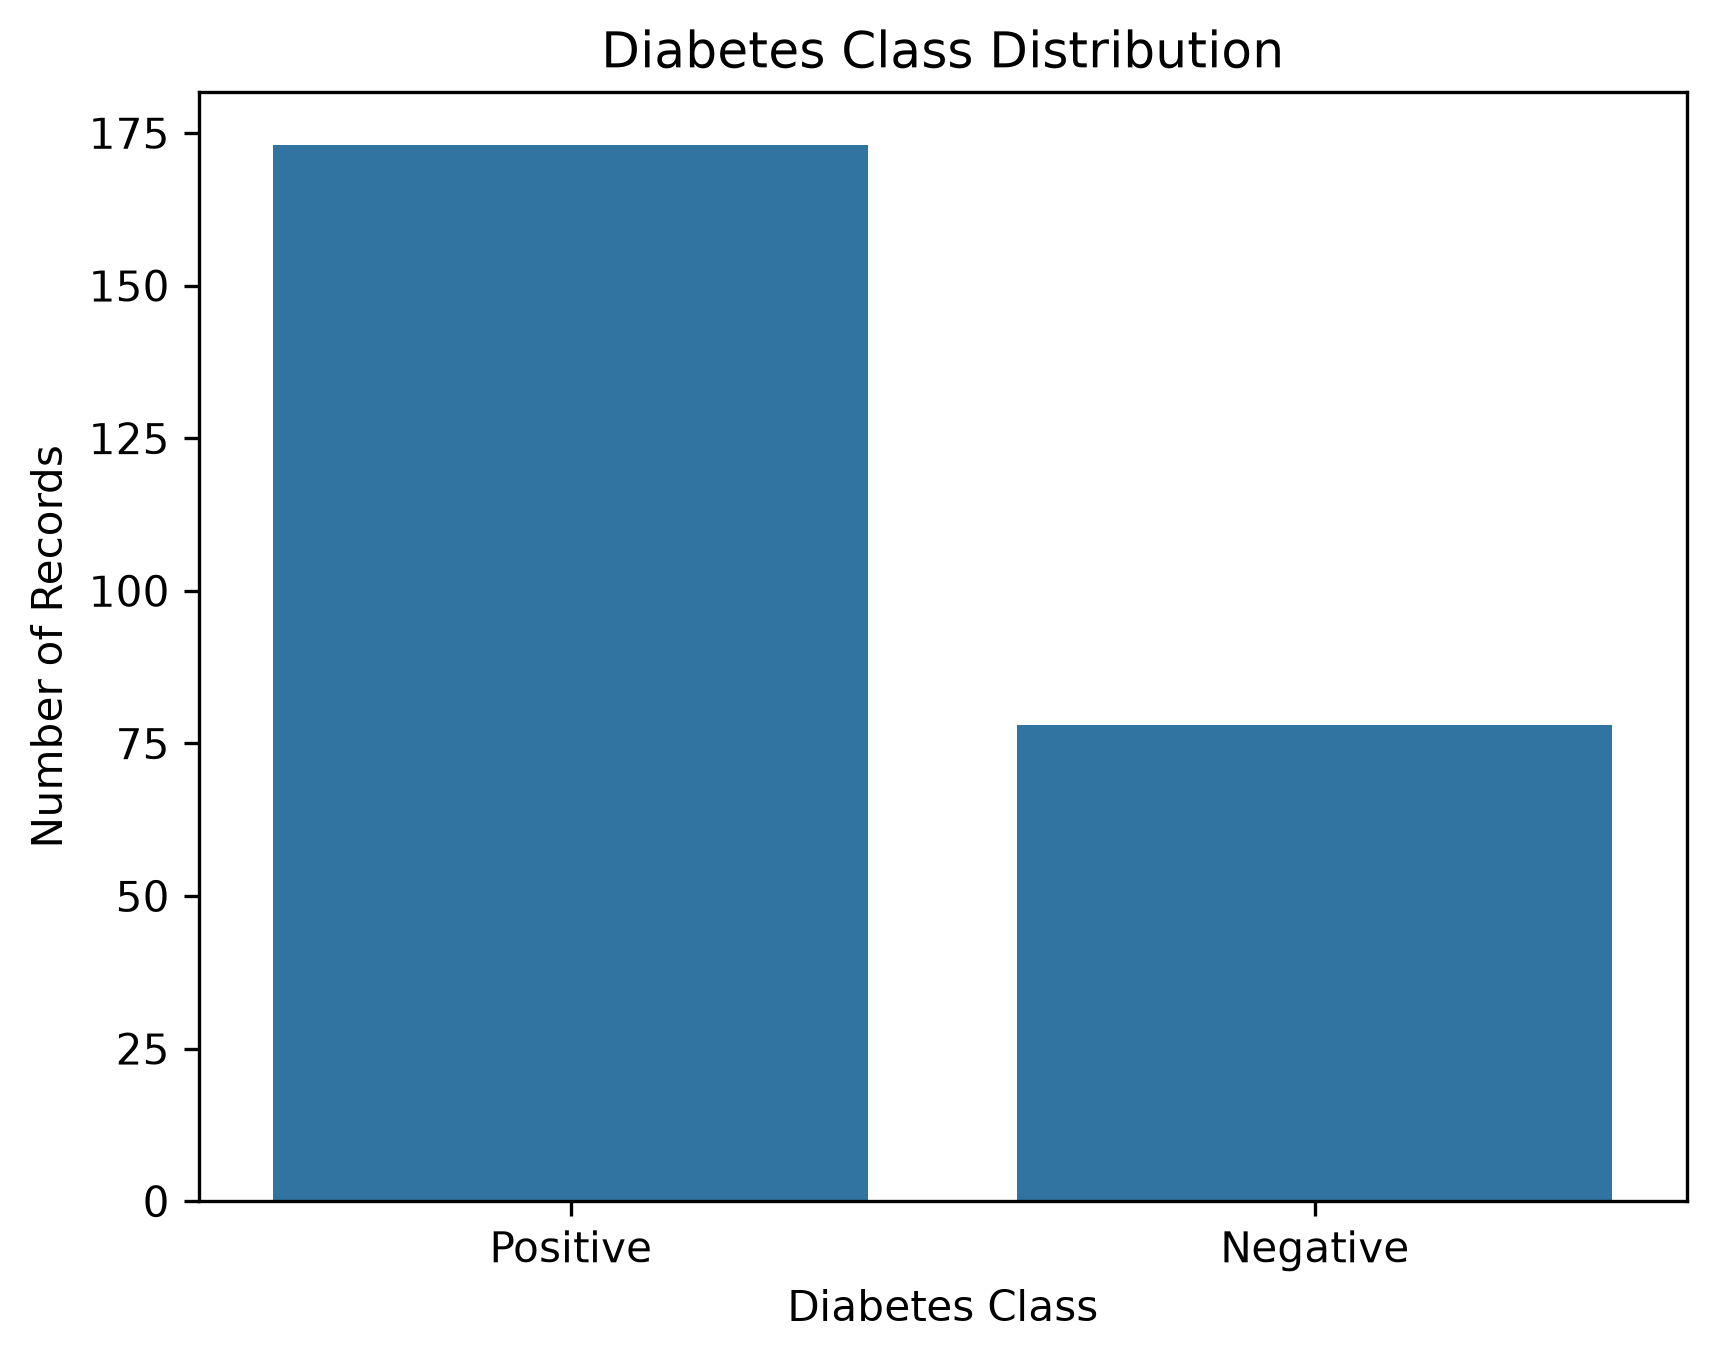 Diabetes Class Distribution
175
150
125
100
75
50
25
0
Number of Records
Positive
Negative
Diabetes Class